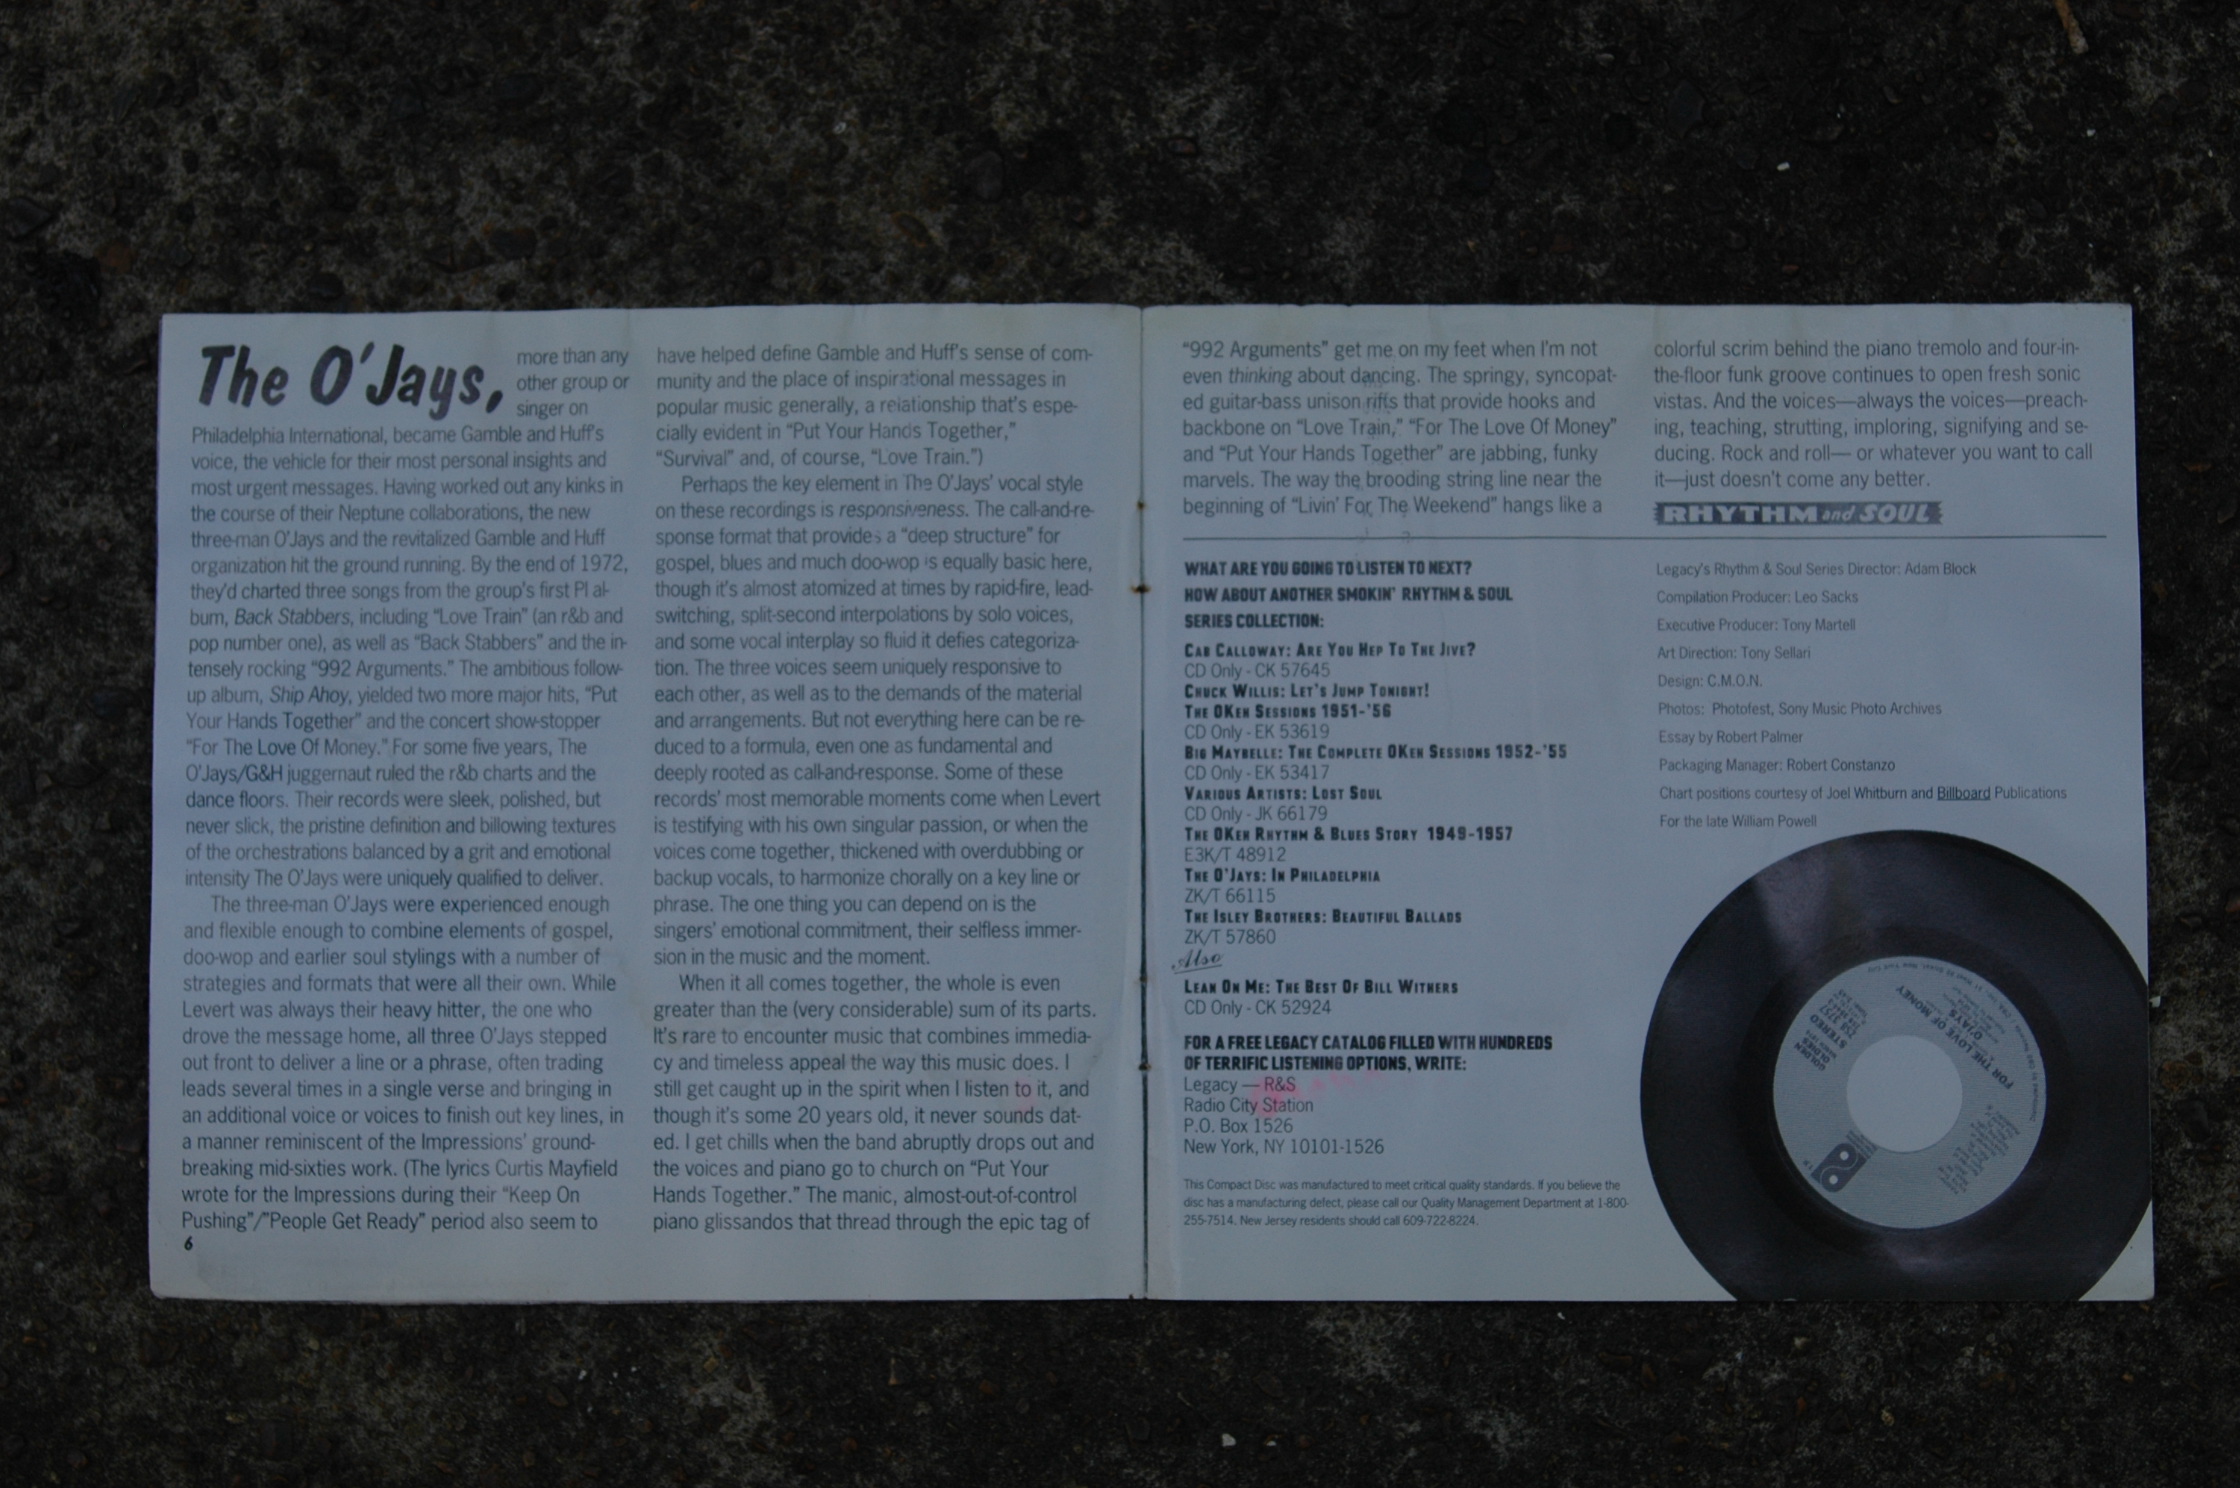 The O'Jays,
more than any
other group or
singer on
Philadelphia International, became Gamble and Huff's
voice, the vehicle for their most personal insights and
most urgent messages. Having worked out any kinks in
the course of their Neptune collaborations, the new
three-man O'Jays and the revitalized Gamble and Huff
organization hit the ground running. By the end of 1972,
they'd charted three songs from the group's first PI al-
bum, Back Stabbers, including "Love Train" (an r&b and
pop number one), as well as "Back Stabbers" and the in-
tensely rocking "992 Arguments." The ambitious follow-
up album, Ship Ahoy, yielded two more major hits, "Put
Your Hands Together" and the concert show-stopper
"For The Love Of Money." For some five years, The
O'Jays/G&H juggernaut ruled the r&b charts and the
dance floors. Their records were sleek, polished, but
never slick, the pristine definition and billowing textures
of the orchestrations balanced by a grit and emotional
intensity The O'Jays were uniquely qualified to deliver.
The three-man O'Jays were experienced enough
and flexible enough to combine elements of gospel,
doo-wop and earlier soul stylings with a number of
strategies and formats that were all their own. While
Levert was always their heavy hitter, the one who
drove the message home, all three O'Jays stepped
out front to deliver a line or a phrase, often trading
leads several times in a single verse and bringing in
an additional voice or voices to finish out key lines, in
a manner reminiscent of the Impressions' ground-
breaking mid-sixties work. (The lyrics Curtis Mayfield
wrote for the Impressions during their "Keep On
Pushing"/"People Get Ready" period also seem to
6
have helped define Gamble and Huff's sense of com-
munity and the place of inspirational messages in
popular music generally, a relationship that's espe-
cially evident in "Put Your Hands Together,"
"Survival" and, of course, "Love Train.")
Perhaps the key element in The O'Jays' vocal style
on these recordings is responsiveness. The call-and-re-
sponse format that provides a "deep structure" for
gospel, blues and much doo-wop is equally basic here,
though it's almost atomized at times by rapid-fire, lead-
switching, split-second interpolations by solo voices,
and some vocal interplay so fluid it defies categoriza-
tion. The three voices seem uniquely responsive to
each other, as well as to the demands of the material
and arrangements. But not everything here can be re-
duced to a formula, even one as fundamental and
deeply rooted as call-and-response. Some of these
records' most memorable moments come when Levert
is testifying with his own singular passion, or when the
voices come together, thickened with overdubbing or
backup vocals, to harmonize chorally on a key line or
phrase. The one thing you can depend on is the
singers' emotional commitment, their selfless immer-
sion in the music and the moment.
When it all comes together, the whole is even
greater than the (very considerable) sum of its parts.
It's rare to encounter music that combines immedia-
cy and timeless appeal the way this music does. I
still get caught up in the spirit when I listen to it, and
though it's some 20 years old, it never sounds dat-
ed. I get chills when the band abruptly drops out and
the voices and piano go to church on "Put Your
Hands Together." The manic, almost-out-of-control
piano glissandos that thread through the epic tag of
"992 Arguments" get me on my feet when I'm not
even thinking about dancing. The springy, syncopat-
ed guitar-bass unison riffs that provide hooks and
backbone on "Love Train," "For The Love Of Money"
and "Put Your Hands Together" are jabbing, funky
marvels. The way the brooding string line near the
beginning of "Livin' For The Weekend" hangs like a
colorful scrim behind the piano tremolo and four-in-
the-floor funk groove continues to open fresh sonic
vistas. And the voices—always the voices—preach-
ing, teaching, strutting, imploring, signifying and se-
ducing. Rock and roll— or whatever you want to call
it—just doesn't come any better.
RHYTHM and SOUL
WHAT ARE YOU GOING TO LISTEN TO NEXT?
HOW ABOUT ANOTHER SMOKIN' RHYTHM & SOUL
SERIES COLLECTION:
CAB CALLOWAY: ARE YOU HEP TO THE JIVE?
CD Only - CK 57645
CHUCK WILLIS: LET'S JUMP TONIGHT!
THE OKEH SESSIONS 1951-'56
CD Only - EK 53619
BIG MAYBELLE: THE COMPLETE OKEH SESSIONS 1952-'55
CD Only - EK 53417
VARIOUS ARTISTS: LOST SOUL
CD Only - JK 66179
THE OKEH RHYTHM & BLUES STORY 1949-1957
E3K/T 48912
THE O'JAYS: IN PHILADELPHIA
ZK/T 66115
THE ISLEY BROTHERS: BEAUTIFUL BALLADS
ZK/T 57860
Also
LEAN ON ME: THE BEST OF BILL WITHERS
CD Only - CK 52924
FOR A FREE LEGACY CATALOG FILLED WITH HUNDREDS
OF TERRIFIC LISTENING OPTIONS, WRITE:
Legacy — R&S
Radio City Station
P.O. Box 1526
New York, NY 10101-1526
This Compact Disc was manufactured to meet critical quality standards. If you believe the
disc has a manufacturing defect, please call our Quality Management Department at 1-800-
255-7514. New Jersey residents should call 609-722-8224.
Legacy's Rhythm & Soul Series Director: Adam Block
Compilation Producer: Leo Sacks
Executive Producer: Tony Martell
Art Direction: Tony Sellari
Design: C.M.O.N.
Photos: Photofest, Sony Music Photo Archives
Essay by Robert Palmer
Packaging Manager: Robert Constanzo
Chart positions courtesy of Joel Whitburn and Billboard Publications
For the late William Powell
GOLDEN
OLDIES
STEREO
ZS8 3757
FOR THE LOVE OF MONEY
O'JAYS